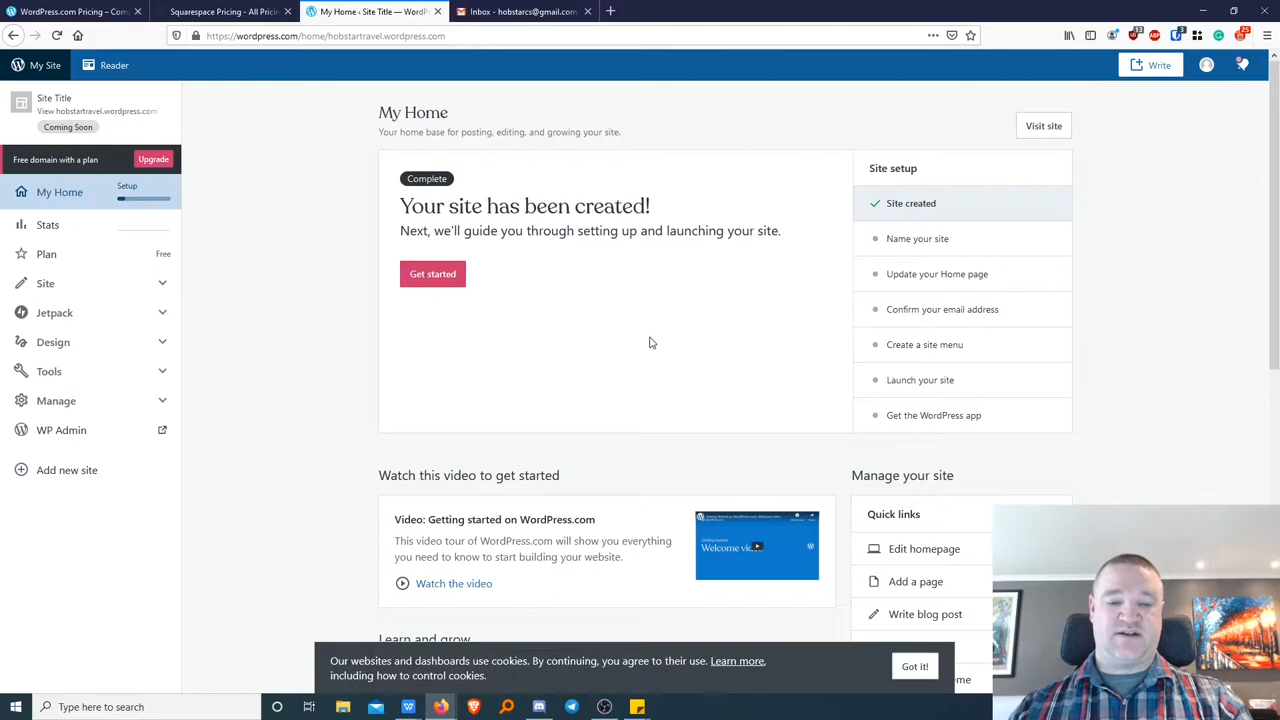 WordPress.com Pricing – Com
Squarespace Pricing - All Pricin
My Home ‹ Site Title — WordP
Inbox - hobstarcs@gmail.com
https://wordpress.com/home/hobstartravel.wordpress.com
13
3
25
My Site
Reader
Write
Site Title
View hobstartravel.wordpress.com
Coming Soon
Free domain with a plan
Upgrade
My Home
Setup
Stats
Plan
Free
Site
Jetpack
Design
Tools
Manage
WP Admin
Add new site
My Home
Your home base for posting, editing, and growing your site.
Visit site
Complete
Your site has been created!
Next, we'll guide you through setting up and launching your site.
Get started
Site setup
Site created
Name your site
Update your Home page
Confirm your email address
Create a site menu
Launch your site
Get the WordPress app
Watch this video to get started
Video: Getting started on WordPress.com
This video tour of WordPress.com will show you everything
you need to know to start building your website.
Watch the video
Manage your site
Quick links
Edit homepage
Add a page
Write blog post
Learn and grow
Our websites and dashboards use cookies. By continuing, you agree to their use. Learn more,
including how to control cookies.
Got it!
Type here to search